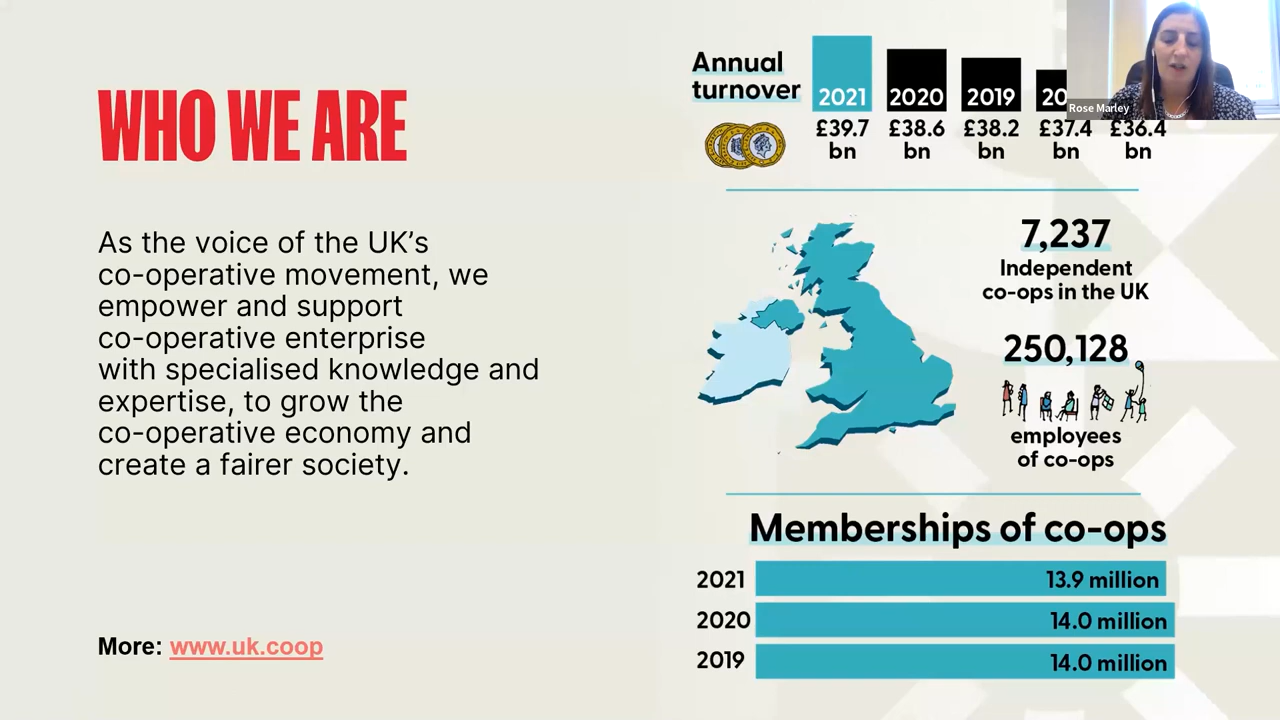 WHO WE ARE
As the voice of the UK’s
co-operative movement, we
empower and support
co-operative enterprise
with specialised knowledge and
expertise, to grow the
co-operative economy and
create a fairer society.
More: www.uk.coop
Annual
turnover
2021
2020
2019
20
£39.7
bn
£38.6
bn
£38.2
bn
£37.4
bn
£36.4
bn
Rose Marley
7,237
Independent
co-ops in the UK
250,128
employees
of co-ops
Memberships of co-ops
2021 13.9 million
2020 14.0 million
2019 14.0 million